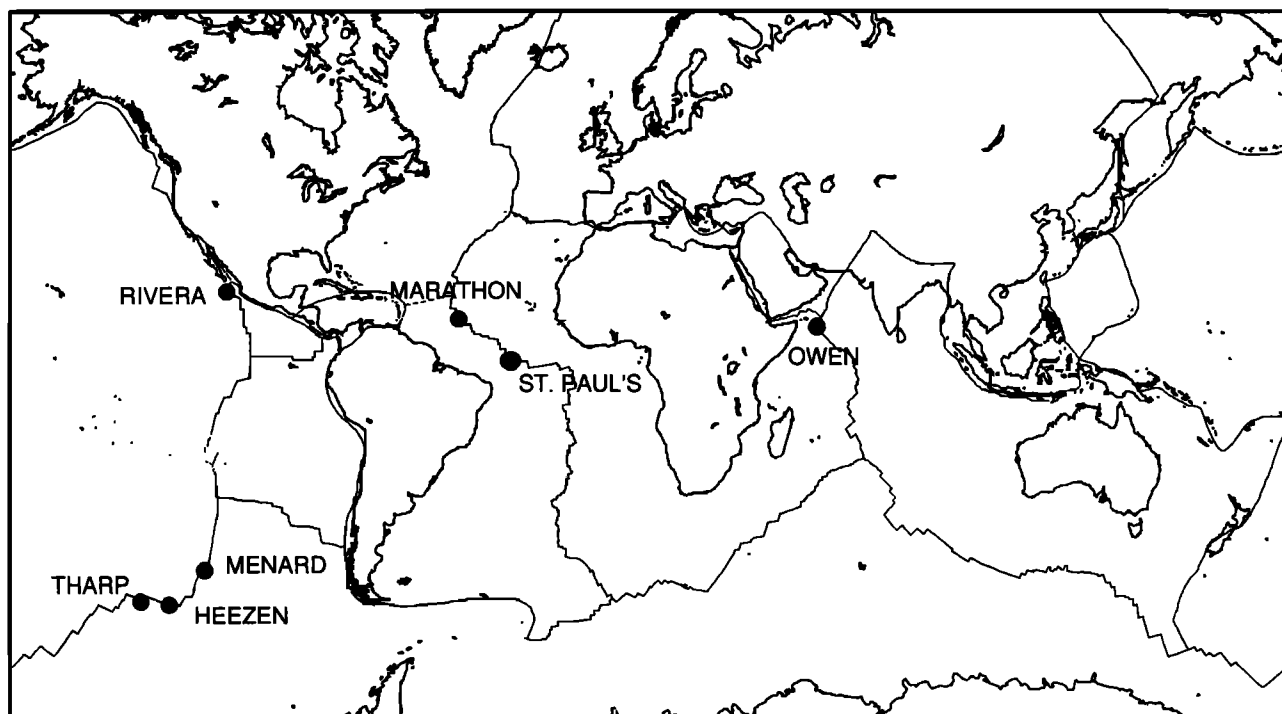 RIVERA
MARATHON
OWEN
ST. PAUL'S
MENARD
THARP
HEEZEN